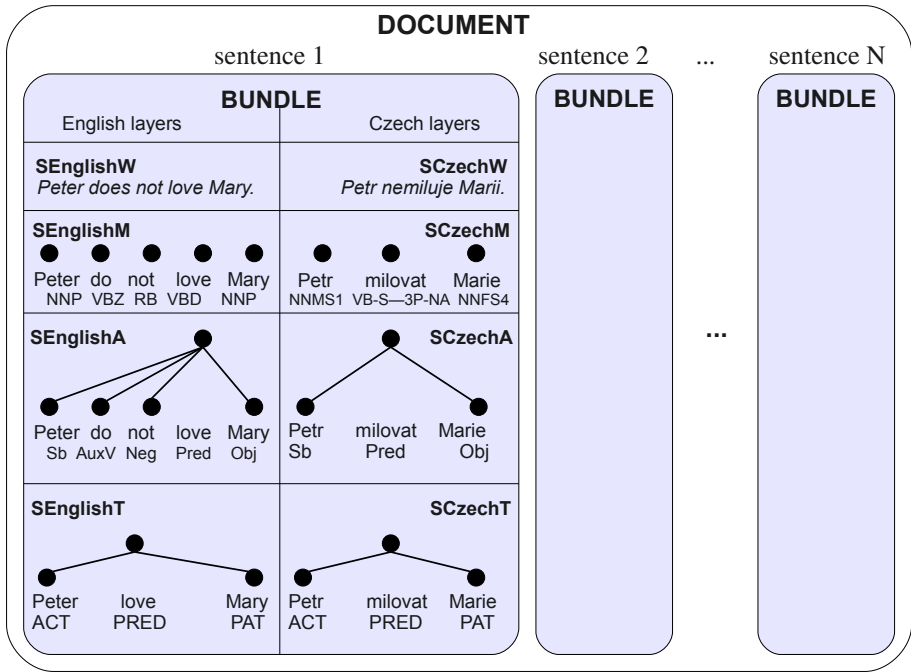 DOCUMENT
sentence 1 sentence 2 ... sentence N
BUNDLE BUNDLE BUNDLE
English layers Czech layers
SEnglishW SCzechW
Peter does not love Mary. Petr nemiluje Marii.
SEnglishM SCzechM
Peter do not love Mary Petr milovat Marie
NNP VBZ RB VBD NNP NNMS1 VB-S—3P-NA NNFS4
SEnglishA SCzechA
...
Peter do not love Mary Petr milovat Marie
Sb AuxV Neg Pred Obj Sb Pred Obj
SEnglishT SCzechT
Peter love Mary Petr milovat Marie
ACT PRED PAT ACT PRED PAT